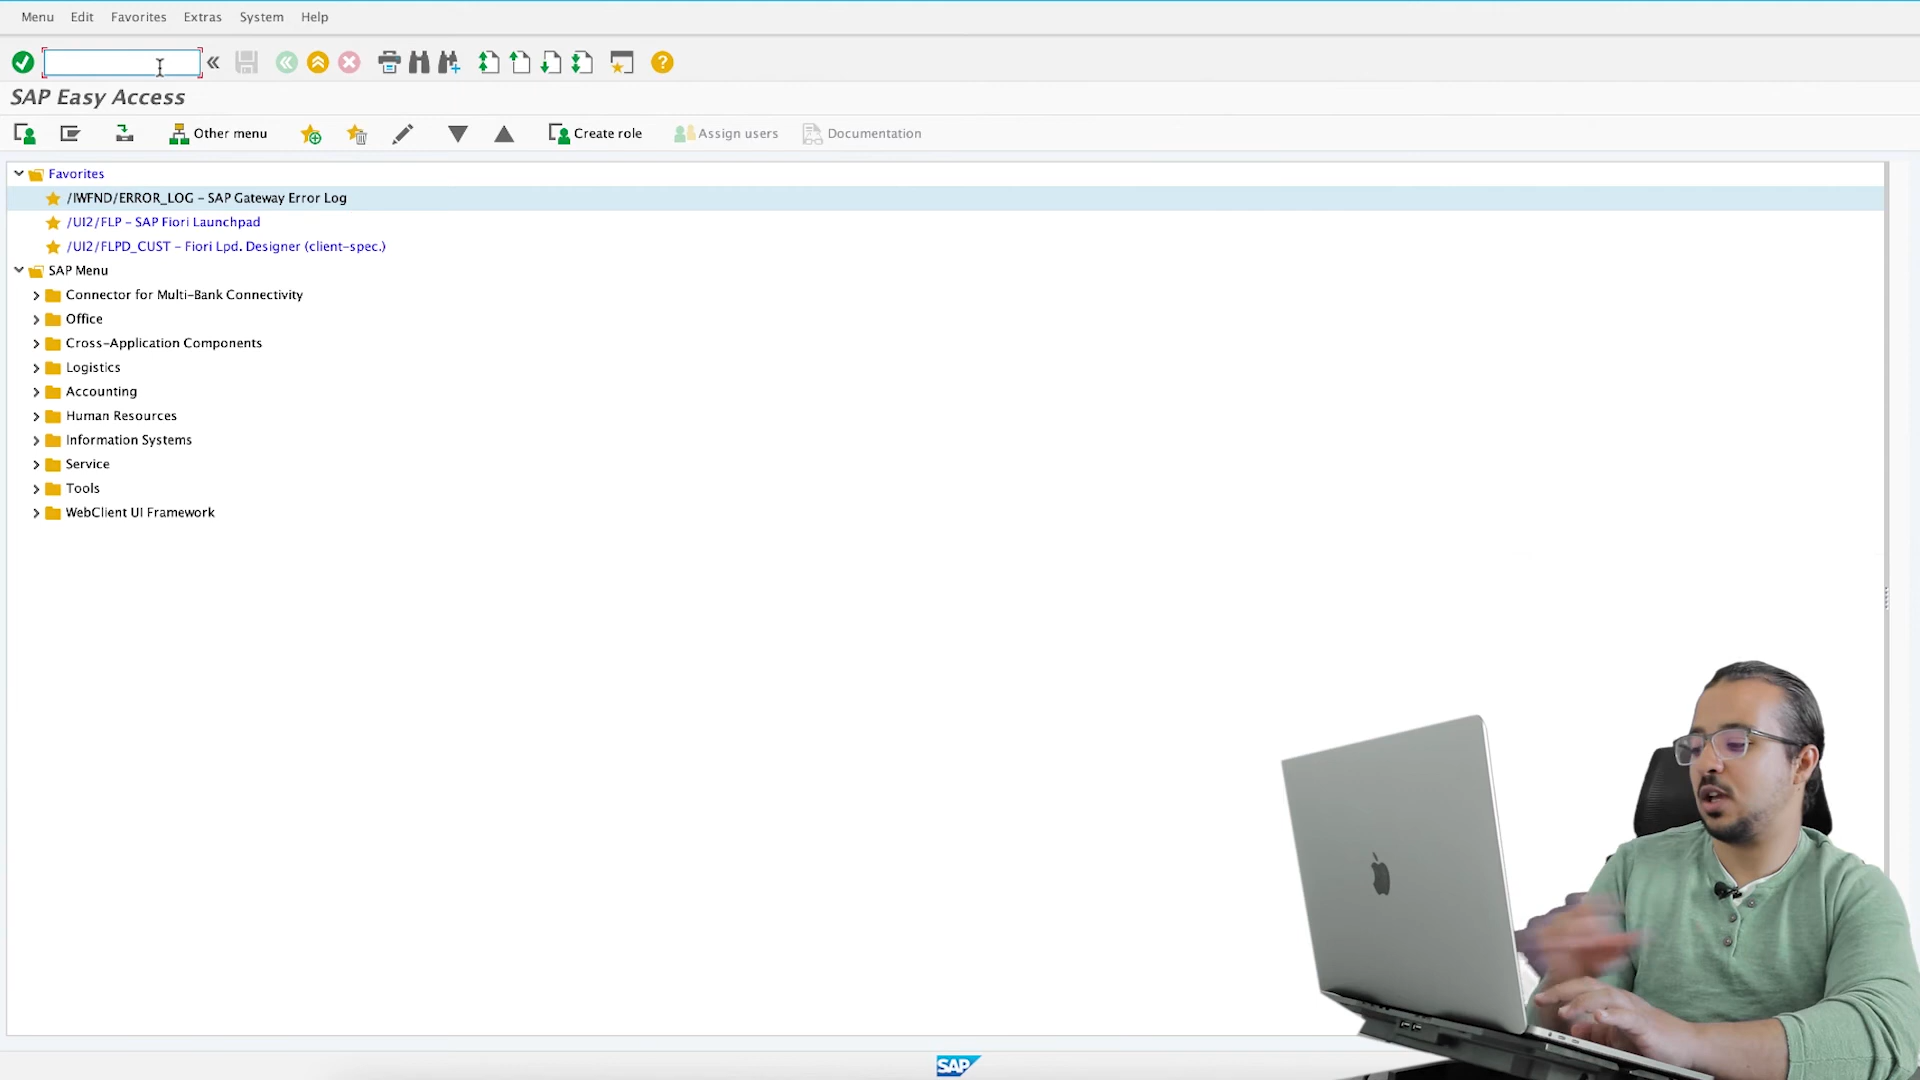 Menu Edit Favorites Extras System Help
SAP Easy Access
Other menu Create role Assign users Documentation
Favorites
/IWFND/ERROR_LOG - SAP Gateway Error Log
/UI2/FLP - SAP Fiori Launchpad
/UI2/FLPD_CUST - Fiori Lpd. Designer (client-spec.)
SAP Menu
Connector for Multi-Bank Connectivity
Office
Cross-Application Components
Logistics
Accounting
Human Resources
Information Systems
Service
Tools
WebClient UI Framework
SAP